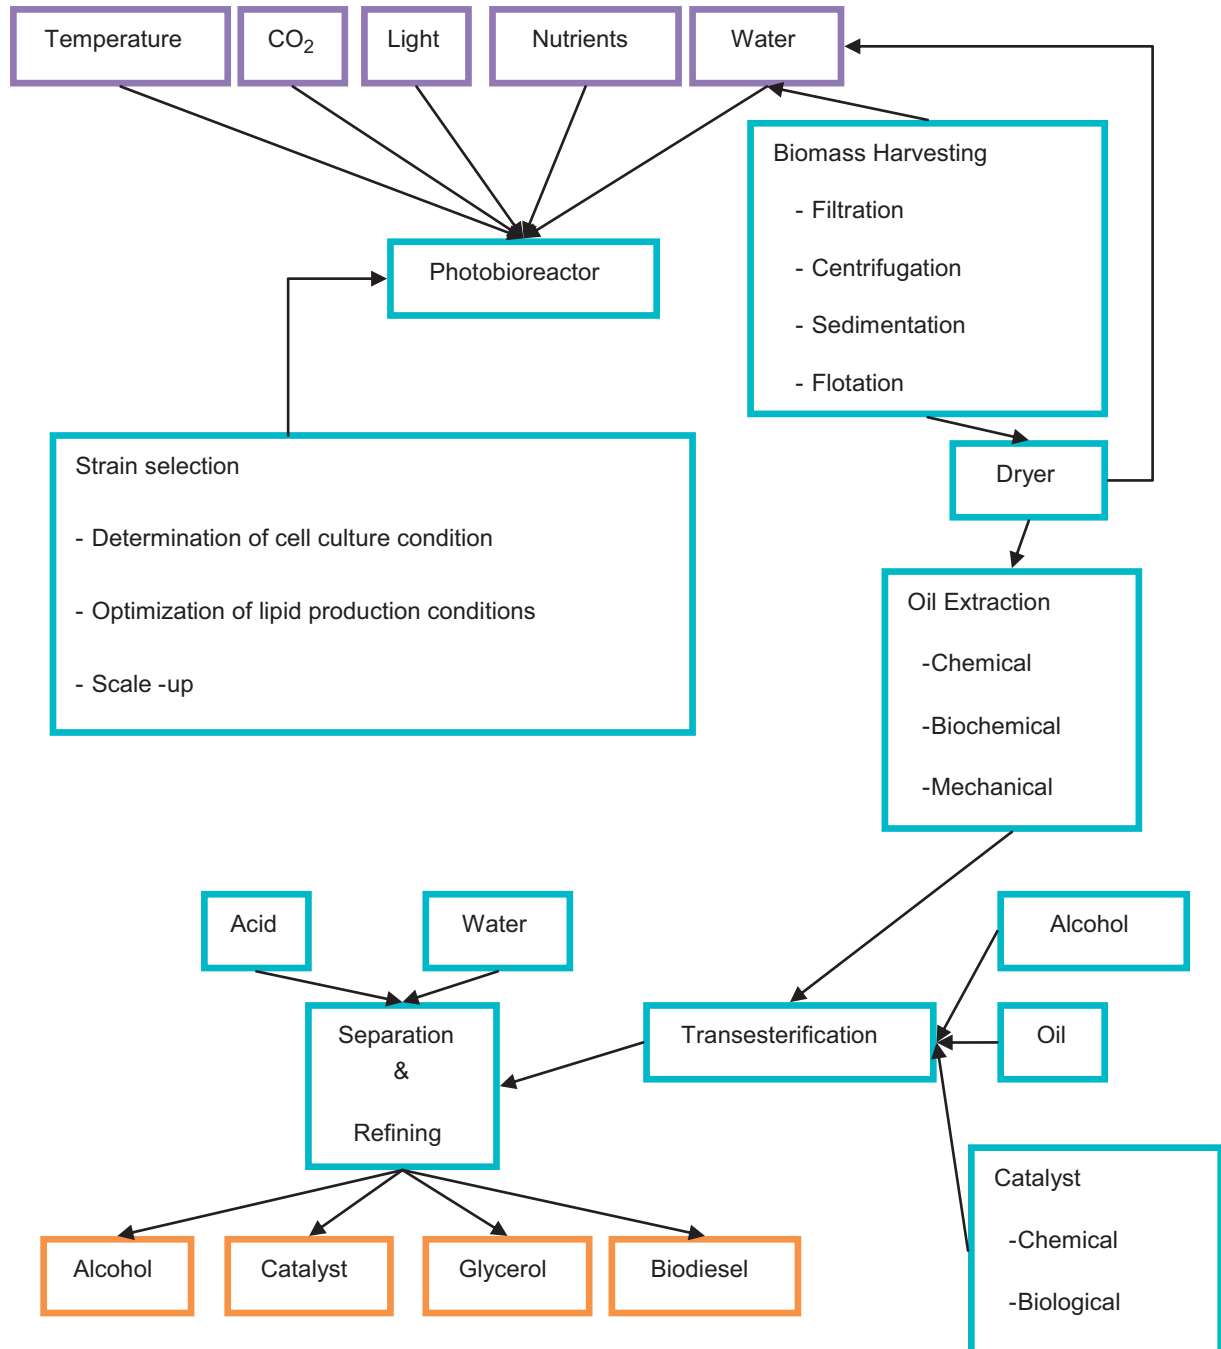 Temperature
CO₂
Light
Nutrients
Water
Biomass Harvesting
- Filtration
- Centrifugation
- Sedimentation
- Flotation
Photobioreactor
Strain selection
- Determination of cell culture condition
- Optimization of lipid production conditions
- Scale -up
Dryer
Oil Extraction
-Chemical
-Biochemical
-Mechanical
Acid
Water
Alcohol
Separation
&
Refining
Transesterification
Oil
Catalyst
-Chemical
-Biological
Alcohol
Catalyst
Glycerol
Biodiesel